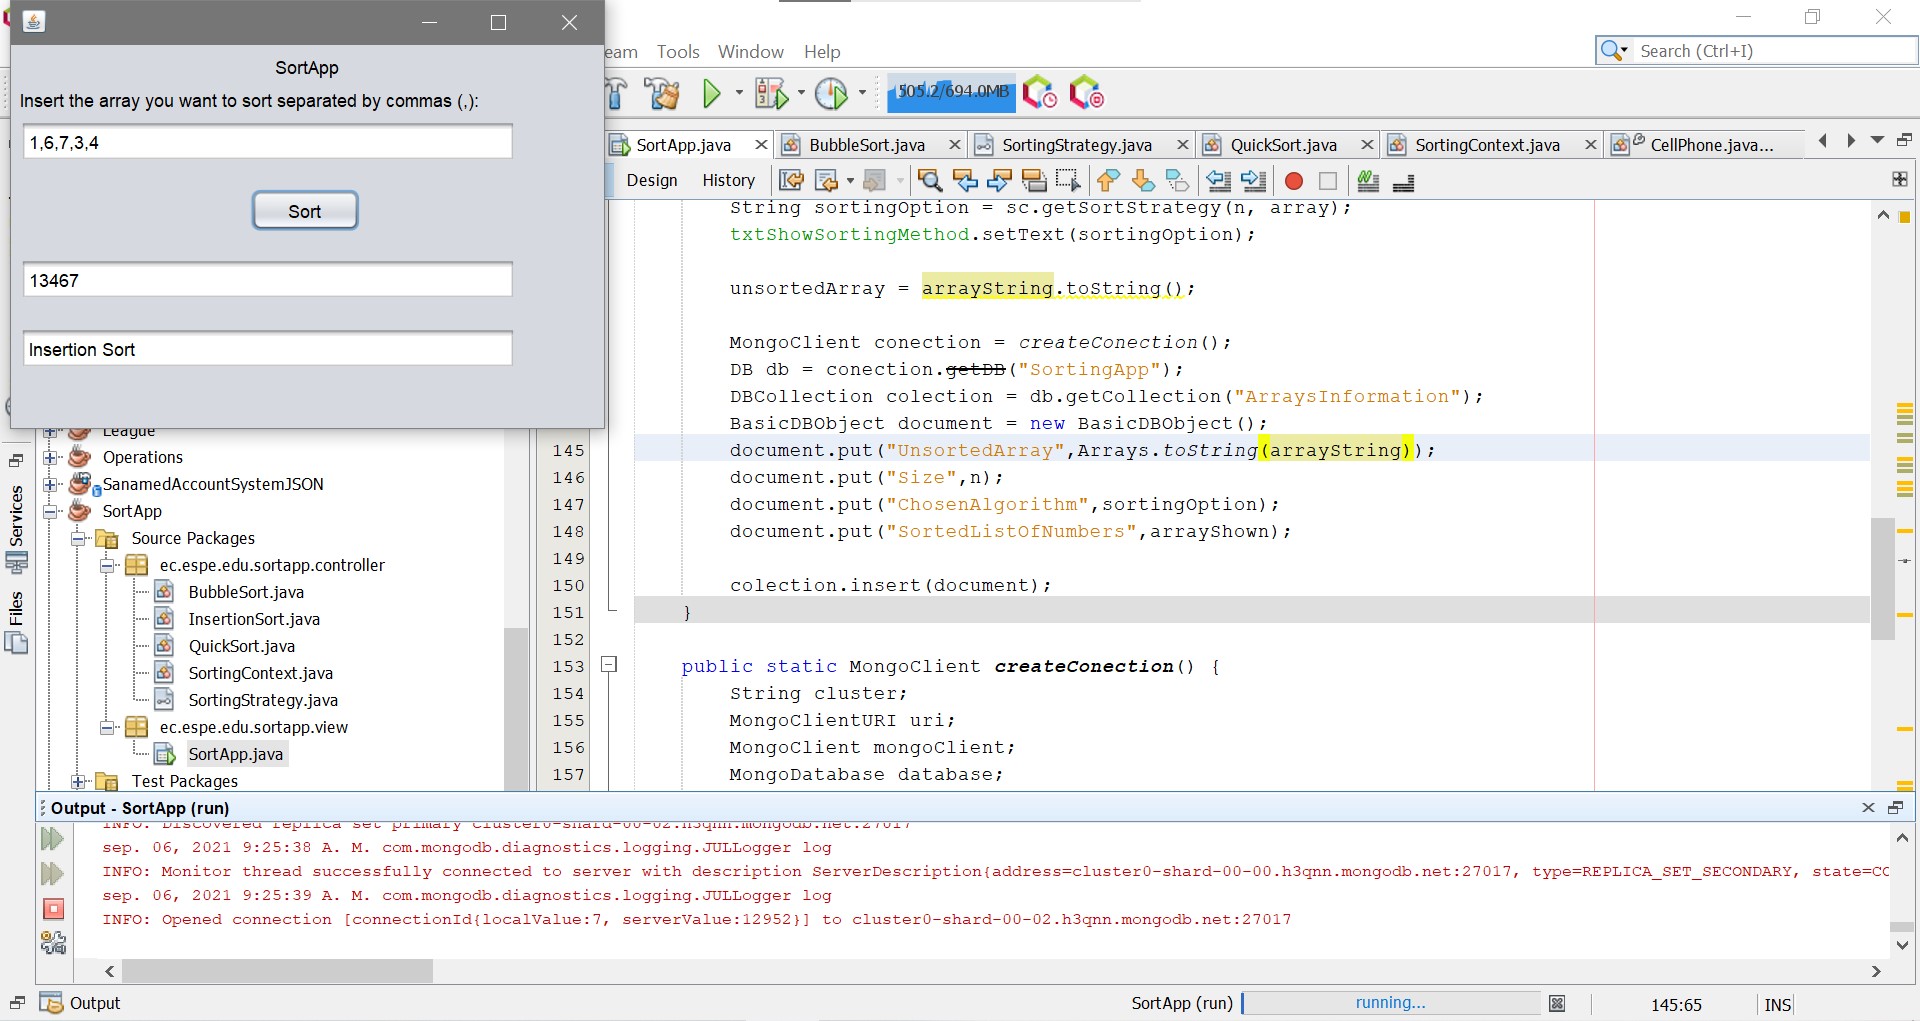 SortApp
Insert the array you want to sort separated by commas (,):
1,6,7,3,4
Sort
13467
Insertion Sort
eam Tools Window Help
Search (Ctrl+I)
505.2/694.0MB
SortApp.java
BubbleSort.java
SortingStrategy.java
QuickSort.java
SortingContext.java
CellPhone.java...
Design History
String sortingOption = sc.getSortStrategy(n, array);
txtShowSortingMethod.setText(sortingOption);
unsortedArray = arrayString.toString();
MongoClient conection = createConection();
DB db = conection.getDB("SortingApp");
DBCollection colection = db.getCollection("ArraysInformation");
BasicDBObject document = new BasicDBObject();
145 document.put("UnsortedArray",Arrays.toString(arrayString));
146 document.put("Size",n);
147 document.put("ChosenAlgorithm",sortingOption);
148 document.put("SortedListOfNumbers",arrayShown);
149
150 colection.insert(document);
151 }
152
153 public static MongoClient createConection() {
154 String cluster;
155 MongoClientURI uri;
156 MongoClient mongoClient;
157 MongoDatabase database;
Services
Files
League
Operations
SanamedAccountSystemJSON
SortApp
Source Packages
ec.espe.edu.sortapp.controller
BubbleSort.java
InsertionSort.java
QuickSort.java
SortingContext.java
SortingStrategy.java
ec.espe.edu.sortapp.view
SortApp.java
Test Packages
Output - SortApp (run)
INFO: Discovered replica set primary cluster0-shard-00-02.h3qnn.mongodb.net:27017
sep. 06, 2021 9:25:38 A. M. com.mongodb.diagnostics.logging.JULLogger log
INFO: Monitor thread successfully connected to server with description ServerDescription{address=cluster0-shard-00-00.h3qnn.mongodb.net:27017, type=REPLICA_SET_SECONDARY, state=CO
sep. 06, 2021 9:25:39 A. M. com.mongodb.diagnostics.logging.JULLogger log
INFO: Opened connection [connectionId{localValue:7, serverValue:12952}] to cluster0-shard-00-02.h3qnn.mongodb.net:27017
Output
SortApp (run)
running...
145:65
INS